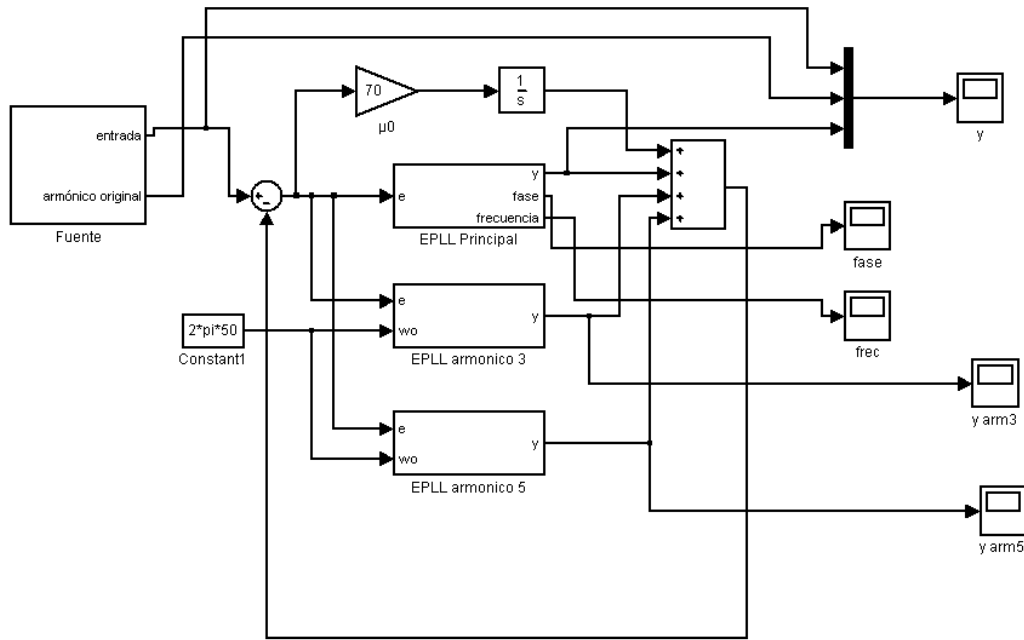 entrada
armónico original
Fuente
70
μ0
1
s
y
e
y
fase
frecuencia
EPLL Principal
fase
e
wo
y
EPLL armonico 3
2*pi*50
Constant1
frec
e
wo
y
EPLL armonico 5
y arm3
y arm5